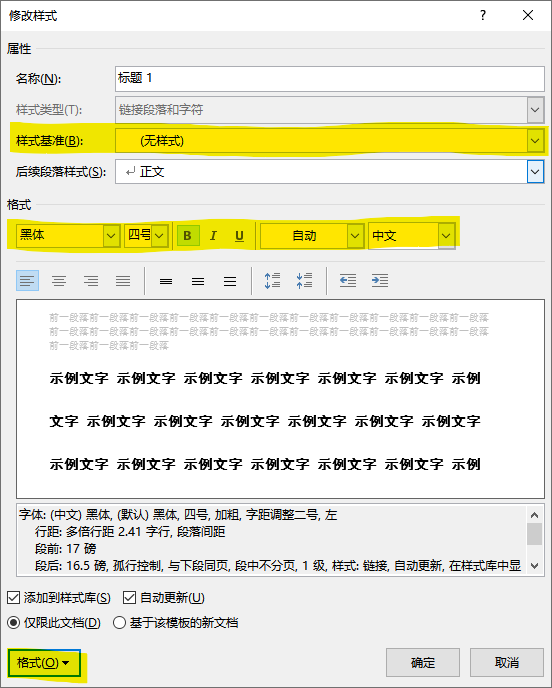 修改样式 ?
属性
名称(N): 标题 1
样式类型(T): 链接段落和字符
样式基准(B): (无样式)
后续段落样式(S): ↵ 正文
格式
黑体 四号 B I U 自动 中文
前一段落前一段落前一段落前一段落前一段落前一段落前一段落前一段落前一段落前一段落前一段落
前一段落前一段落前一段落前一段落前一段落前一段落前一段落前一段落前一段落前一段落前一段落
前一段落前一段落前一段落
示例文字 示例文字 示例文字 示例文字 示例文字 示例文字 示例
文字 示例文字 示例文字 示例文字 示例文字 示例文字 示例文字
示例文字 示例文字 示例文字 示例文字 示例文字 示例文字 示例
字体: (中文) 黑体, (默认) 黑体, 四号, 加粗, 字距调整二号, 左
行距: 多倍行距 2.41 字行, 段落间距
段前: 17 磅
段后: 16.5 磅, 孤行控制, 与下段同页, 段中不分页, 1 级, 样式: 链接, 自动更新, 在样式库中显
添加到样式库(S) 自动更新(U)
仅限此文档(D) 基于该模板的新文档
格式(O) 确定 取消